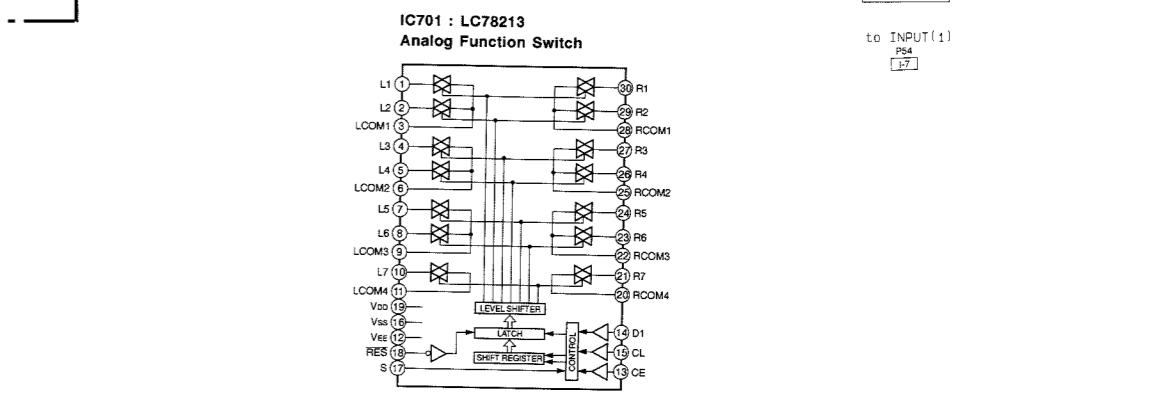 IC701 : LC78213
Analog Function Switch
to INPUT(1)
P54
I-7
L1 1
L2 2
LCOM1 3
L3 4
L4 5
LCOM2 6
L5 7
L6 8
LCOM3 9
L7 10
LCOM4 11
VDD 19
VSS 16
VEE 12
RES 18
S 17
30 R1
29 R2
28 RCOM1
27 R3
26 R4
25 RCOM2
24 R5
23 R6
22 RCOM3
21 R7
20 RCOM4
14 D1
15 CL
13 CE
LEVEL SHIFTER
LATCH
SHIFT REGISTER
CONTROL